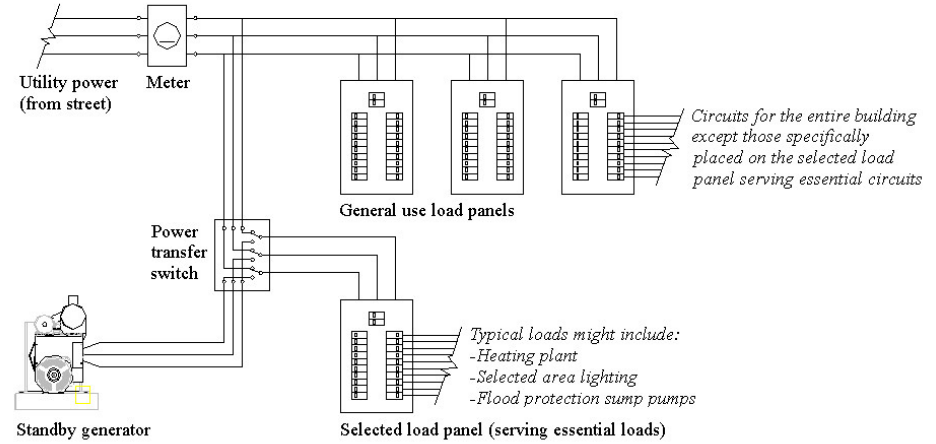 Utility power
(from street)
Meter
Circuits for the entire building
except those specifically
placed on the selected load
panel serving essential circuits
General use load panels
Power
transfer
switch
Typical loads might include:
-Heating plant
-Selected area lighting
-Flood protection sump pumps
Standby generator
Selected load panel (serving essential loads)